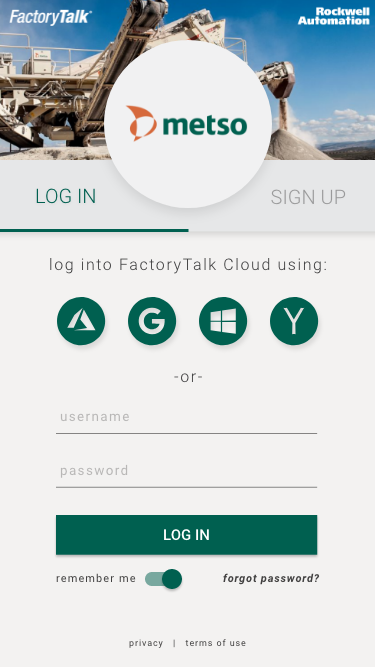 FactoryTalk
Rockwell
Automation
metso
LOG IN
SIGN UP
log into FactoryTalk Cloud using:
-or-
username
password
LOG IN
remember me
forgot password?
privacy | terms of use